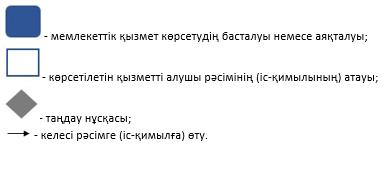 - мемлекеттік қызмет көрсетудің басталуы немесе аяқталуы;
- көрсетілетін қызметті алушы рәсімінің (іс-қимылының) атауы;
- таңдау нұсқасы;
- келесі рәсімге (іс-қимылға) өту.